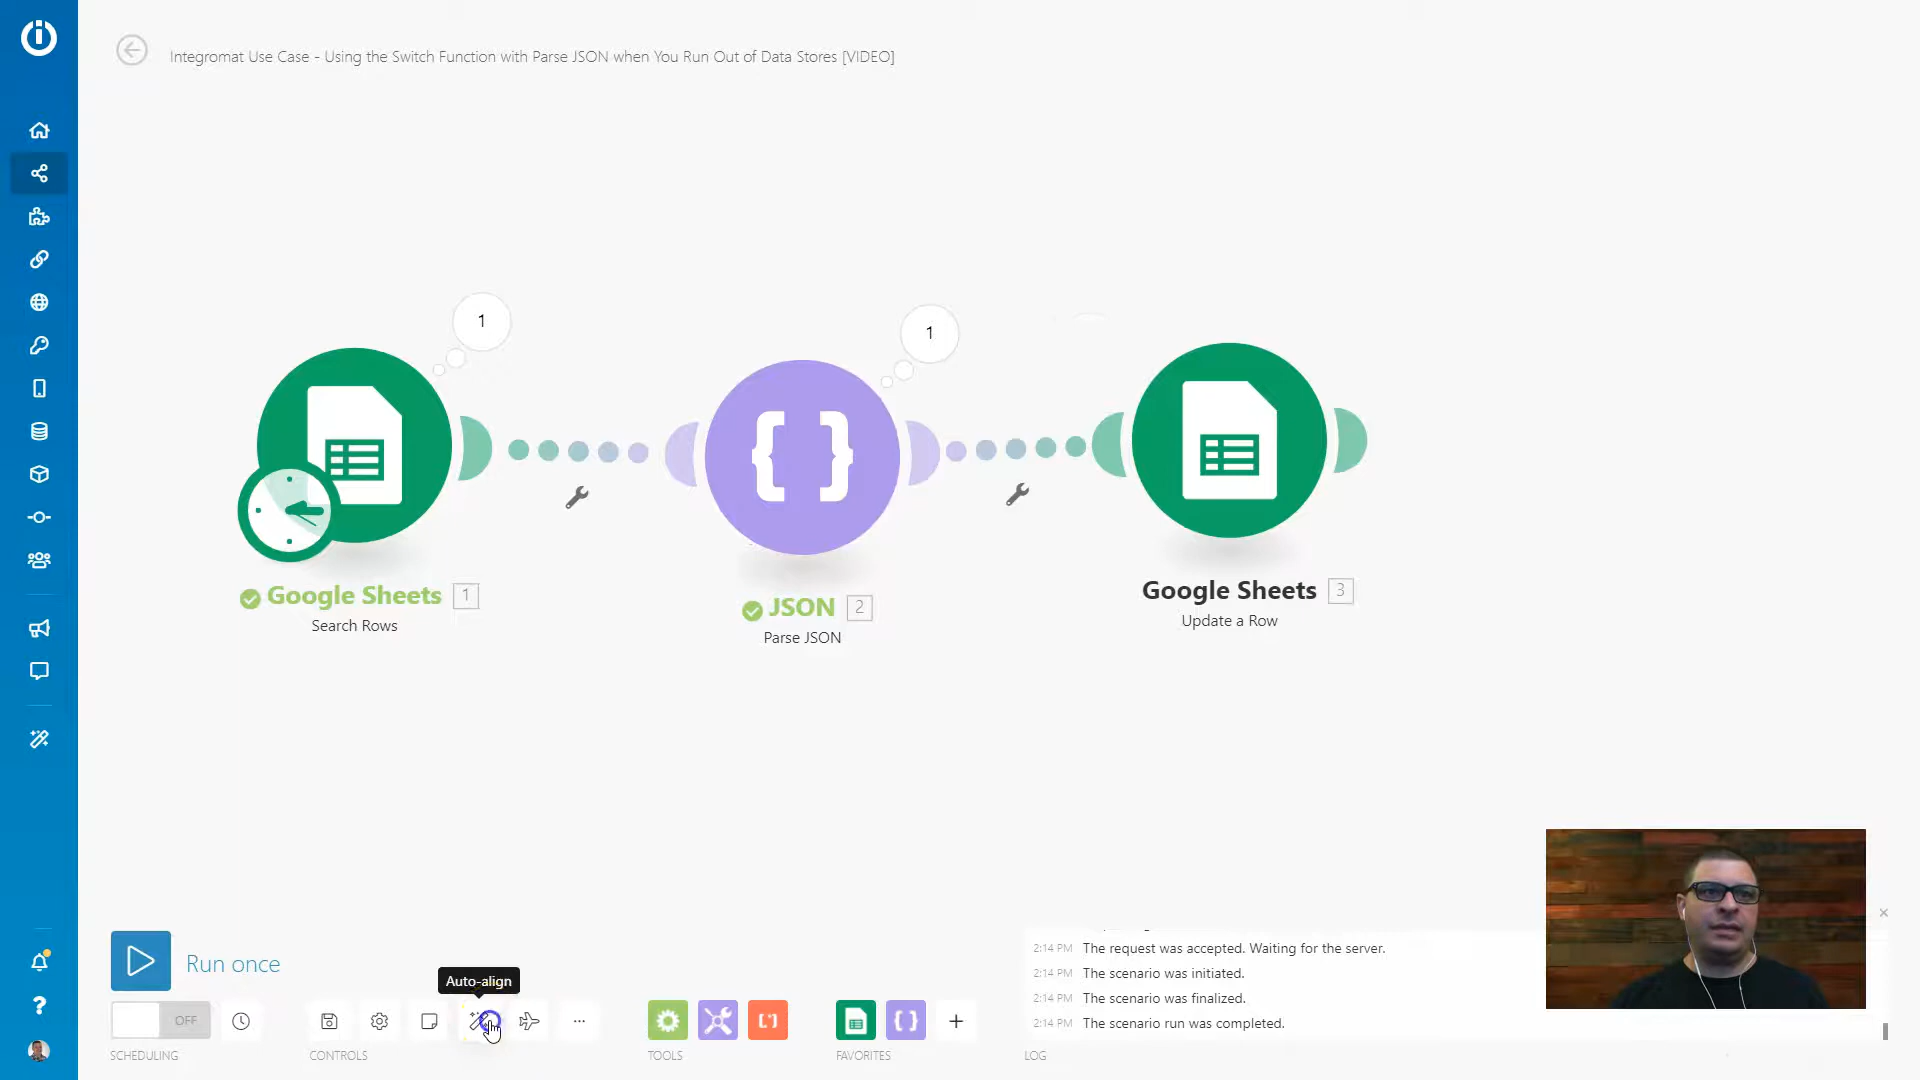 Integromat Use Case - Using the Switch Function with Parse JSON when You Run Out of Data Stores [VIDEO]
1
1
Google Sheets 1
Search Rows
JSON 2
Parse JSON
Google Sheets 3
Update a Row
Run once
Auto-align
OFF
SCHEDULING
CONTROLS
TOOLS
FAVORITES
LOG
2:14 PM The request was accepted. Waiting for the server.
2:14 PM The scenario was initiated.
2:14 PM The scenario was finalized.
2:14 PM The scenario run was completed.